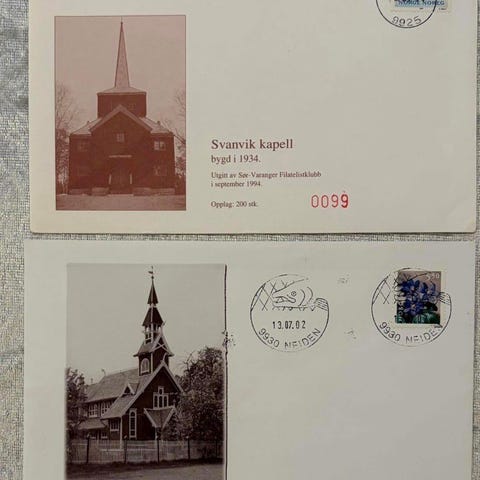 NORGE NOREG
9925
Svanvik kapell
bygd i 1934.
Utgitt av Sør-Varanger Filatelistklubb
i september 1994.
Opplag: 200 stk.
0099
13.07.02
9930 NEIDEN
9930 NEIDEN